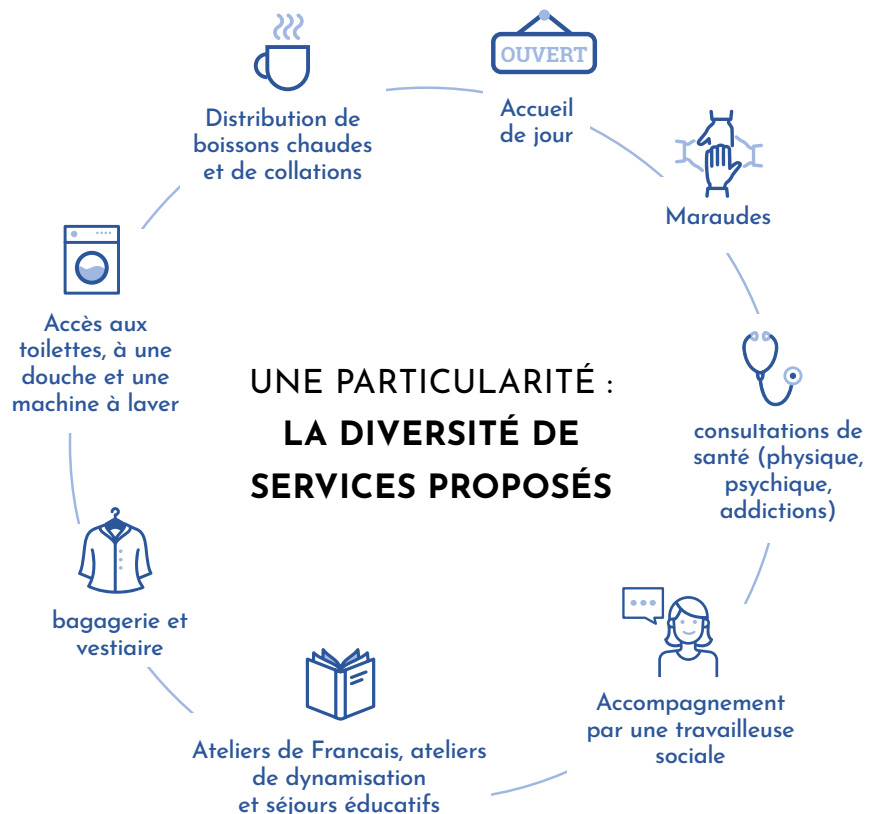 OUVERT
Accueil
de jour
Maraudes
consultations de
santé (physique,
psychique,
addictions)
Accompagnement
par une travailleuse
sociale
Ateliers de Francais, ateliers
de dynamisation
et séjours éducatifs
bagagerie et
vestiaire
Accès aux
toilettes, à une
douche et une
machine à laver
Distribution de
boissons chaudes
et de collations
UNE PARTICULARITÉ :
LA DIVERSITÉ DE
SERVICES PROPOSÉS